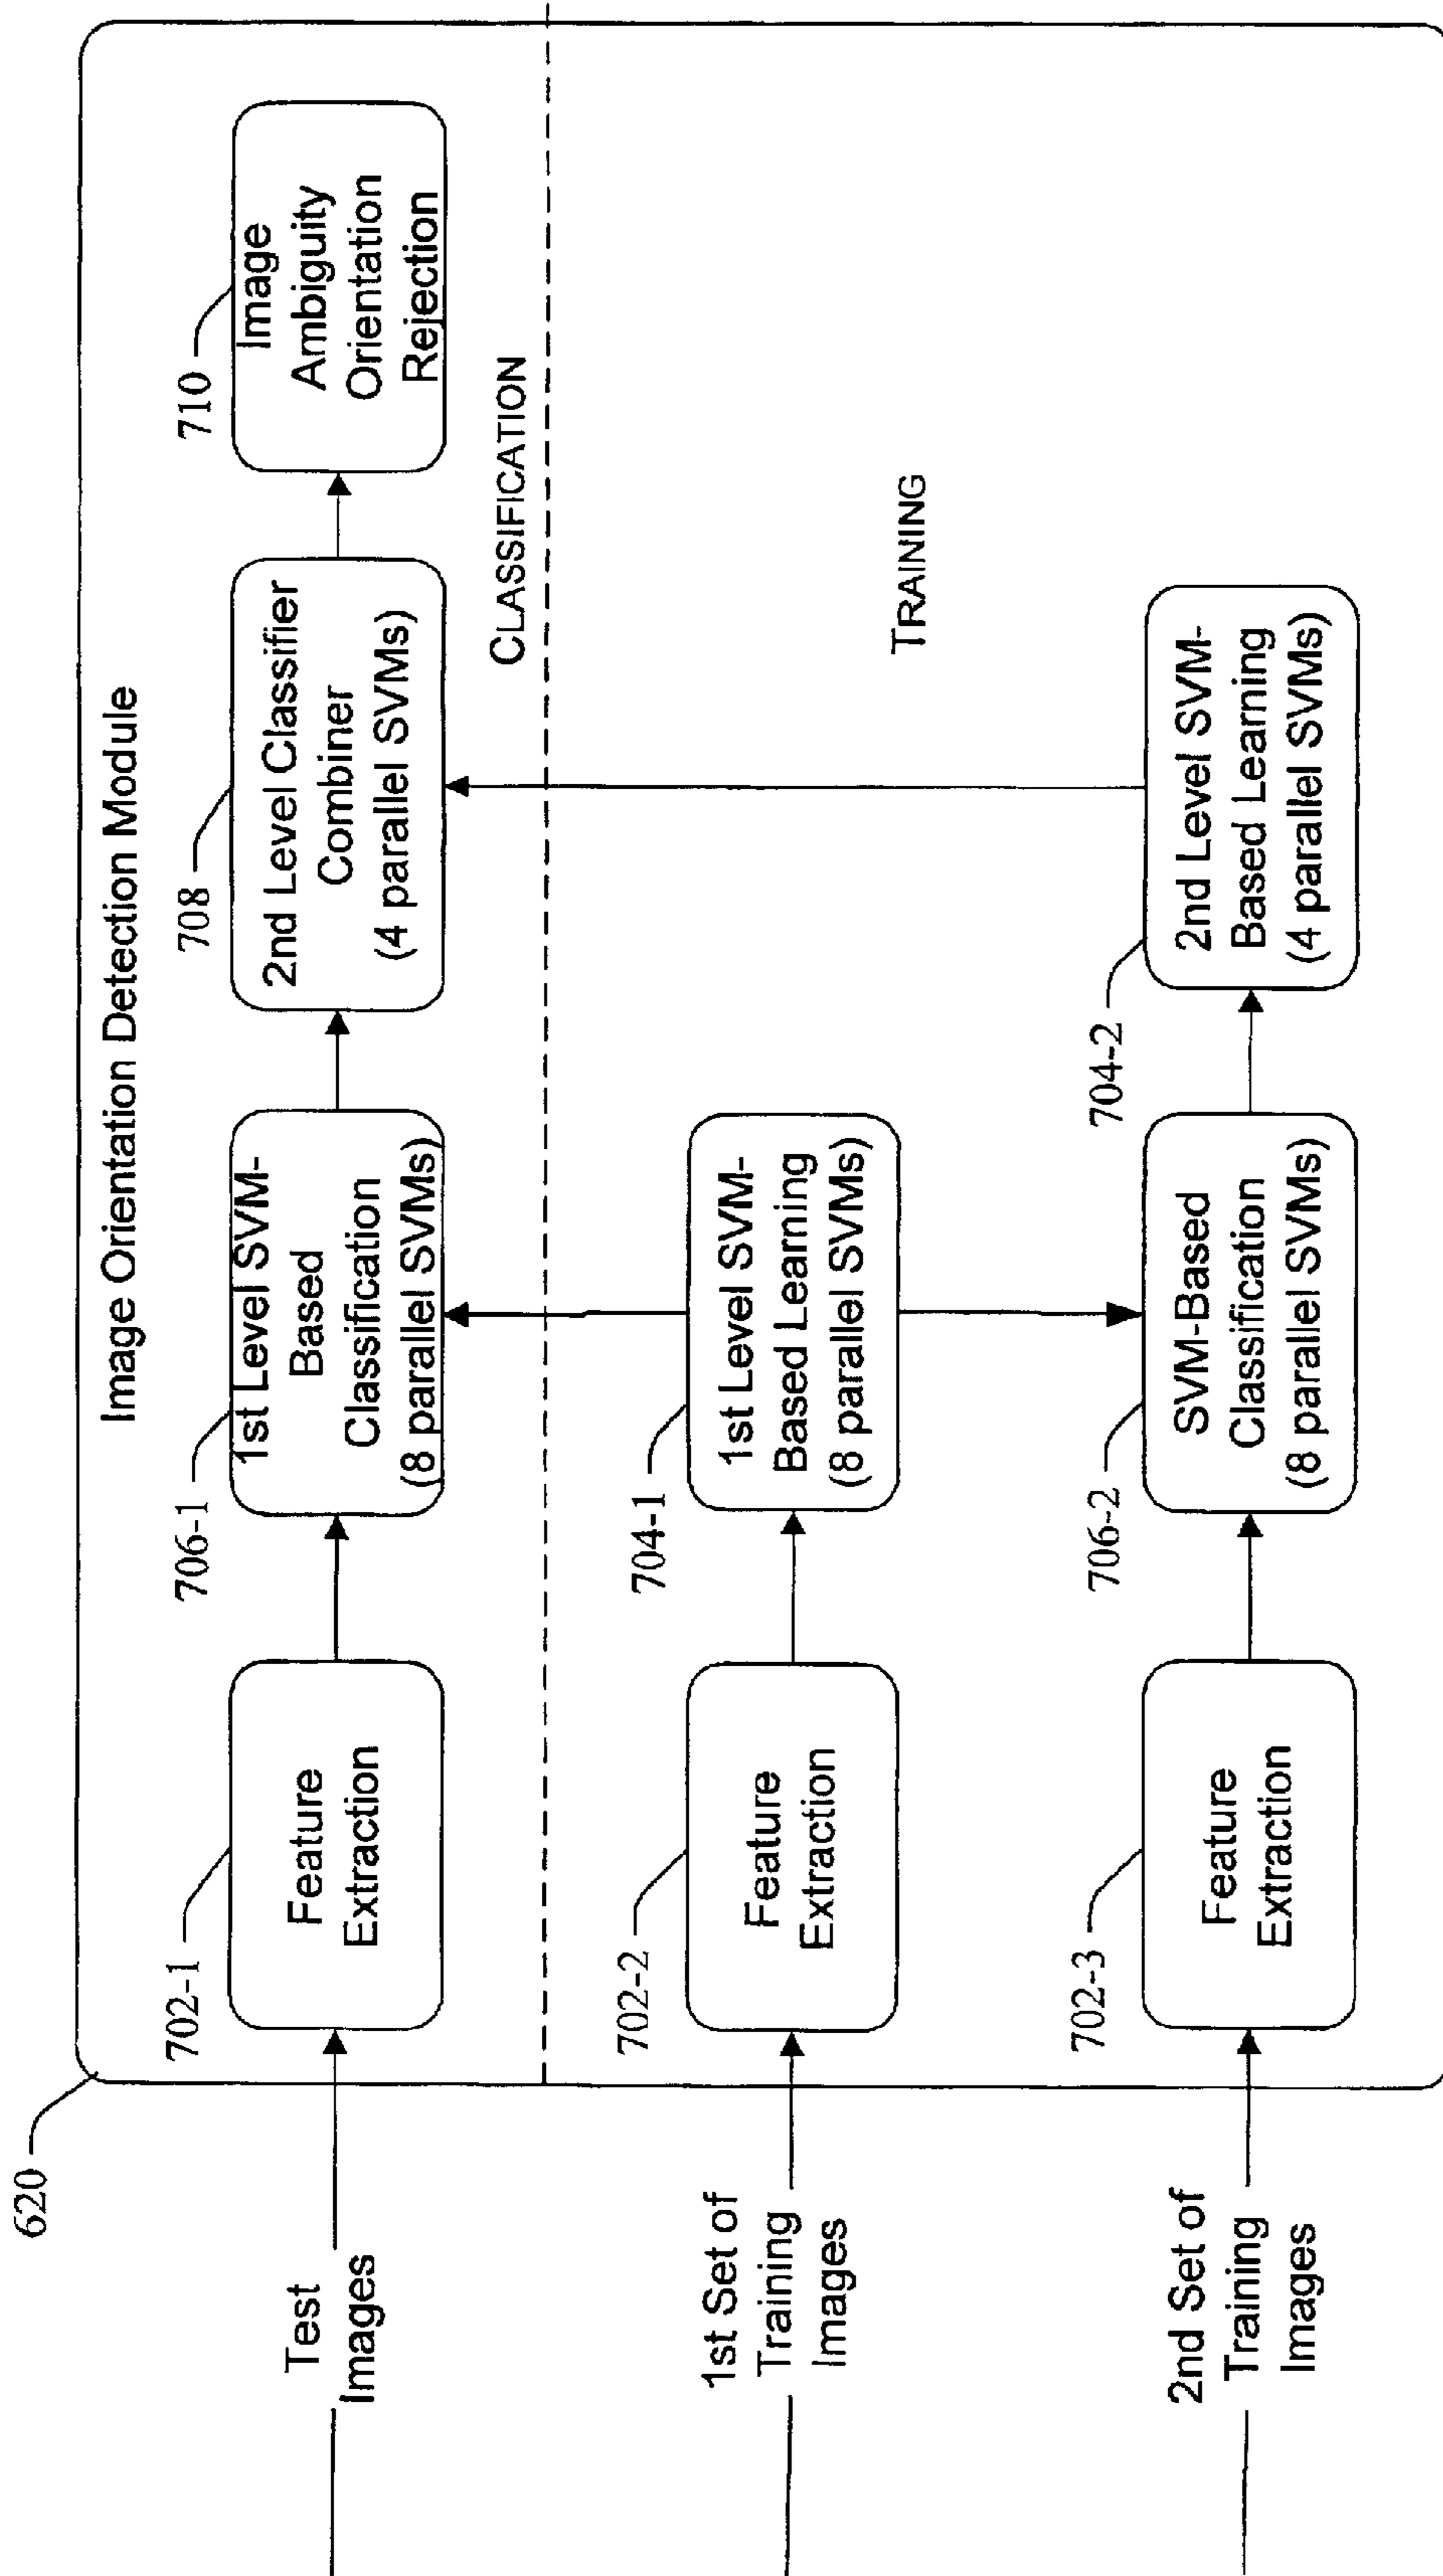 620
Image Orientation Detection Module
Test
Images
702-1
Feature
Extraction
706-1
1st Level SVM-
Based
Classification
(8 parallel SVMs)
708
2nd Level Classifier
Combiner
(4 parallel SVMs)
710
Image
Ambiguity
Orientation
Rejection
CLASSIFICATION
TRAINING
1st Set of
Training
Images
702-2
Feature
Extraction
704-1
1st Level SVM-
Based Learning
(8 parallel SVMs)
2nd Set of
Training
Images
702-3
Feature
Extraction
706-2
SVM-Based
Classification
(8 parallel SVMs)
704-2
2nd Level SVM-
Based Learning
(4 parallel SVMs)